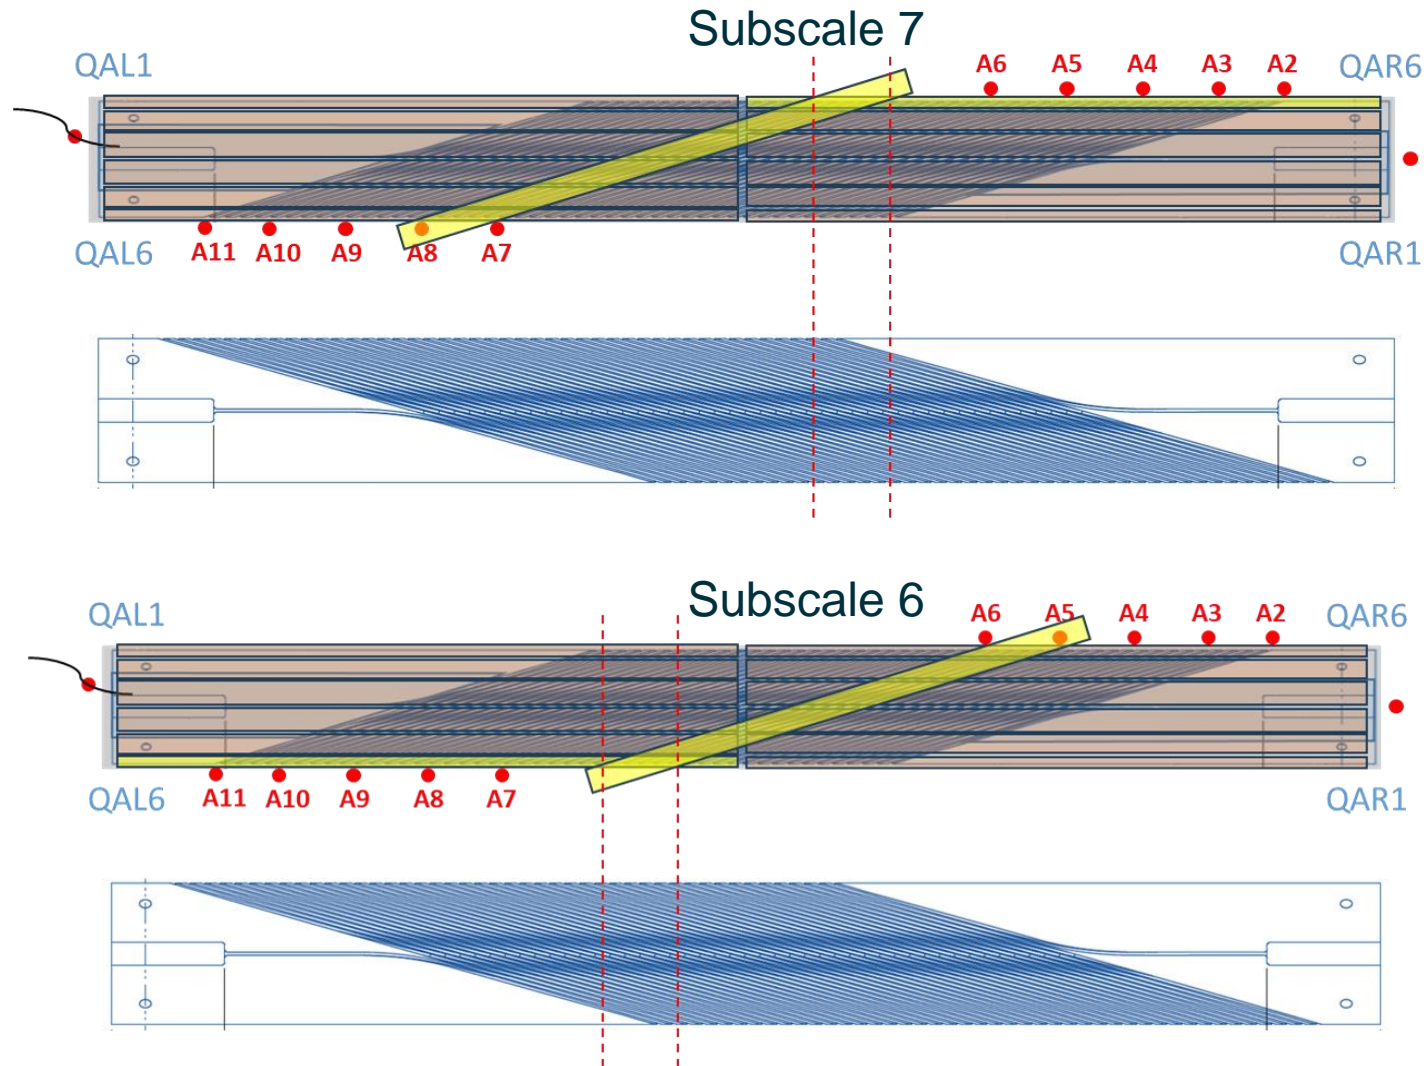 Subscale 7
QAL1
A6 A5 A4 A3 A2
QAR6
QAL6
A11 A10 A9 A8 A7
QAR1
Subscale 6
QAL1
A6 A5 A4 A3 A2
QAR6
QAL6
A11 A10 A9 A8 A7
QAR1